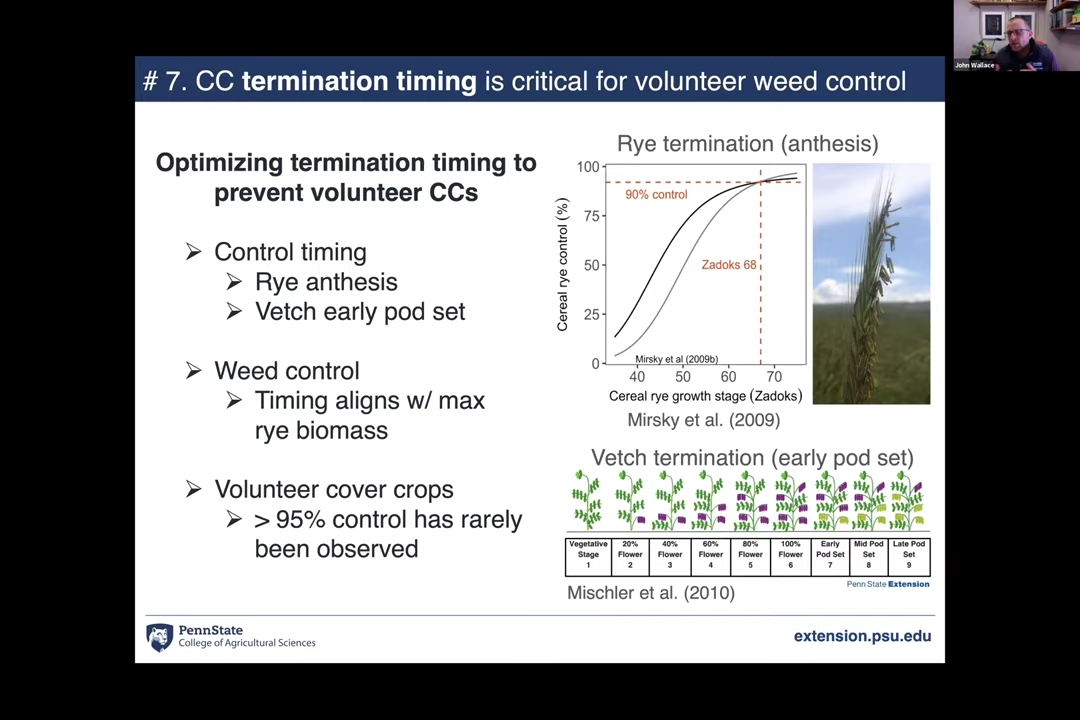 John Wallace
# 7. CC termination timing is critical for volunteer weed control
Optimizing termination timing to
prevent volunteer CCs
➢ Control timing
➢ Rye anthesis
➢ Vetch early pod set
➢ Weed control
➢ Timing aligns w/ max
rye biomass
➢ Volunteer cover crops
➢ > 95% control has rarely
been observed
Rye termination (anthesis)
Cereal rye control (%)
100
75
50
25
0
90% control
Zadoks 68
Mirsky et al (2009b)
40 50 60 70
Cereal rye growth stage (Zadoks)
Mirsky et al. (2009)
Vetch termination (early pod set)
Vegetative Stage 1
20% Flower 2
40% Flower 3
60% Flower 4
80% Flower 5
100% Flower 6
Early Pod Set 7
Mid Pod Set 8
Late Pod Set 9
Penn State Extension
Mischler et al. (2010)
PennState
College of Agricultural Sciences
extension.psu.edu